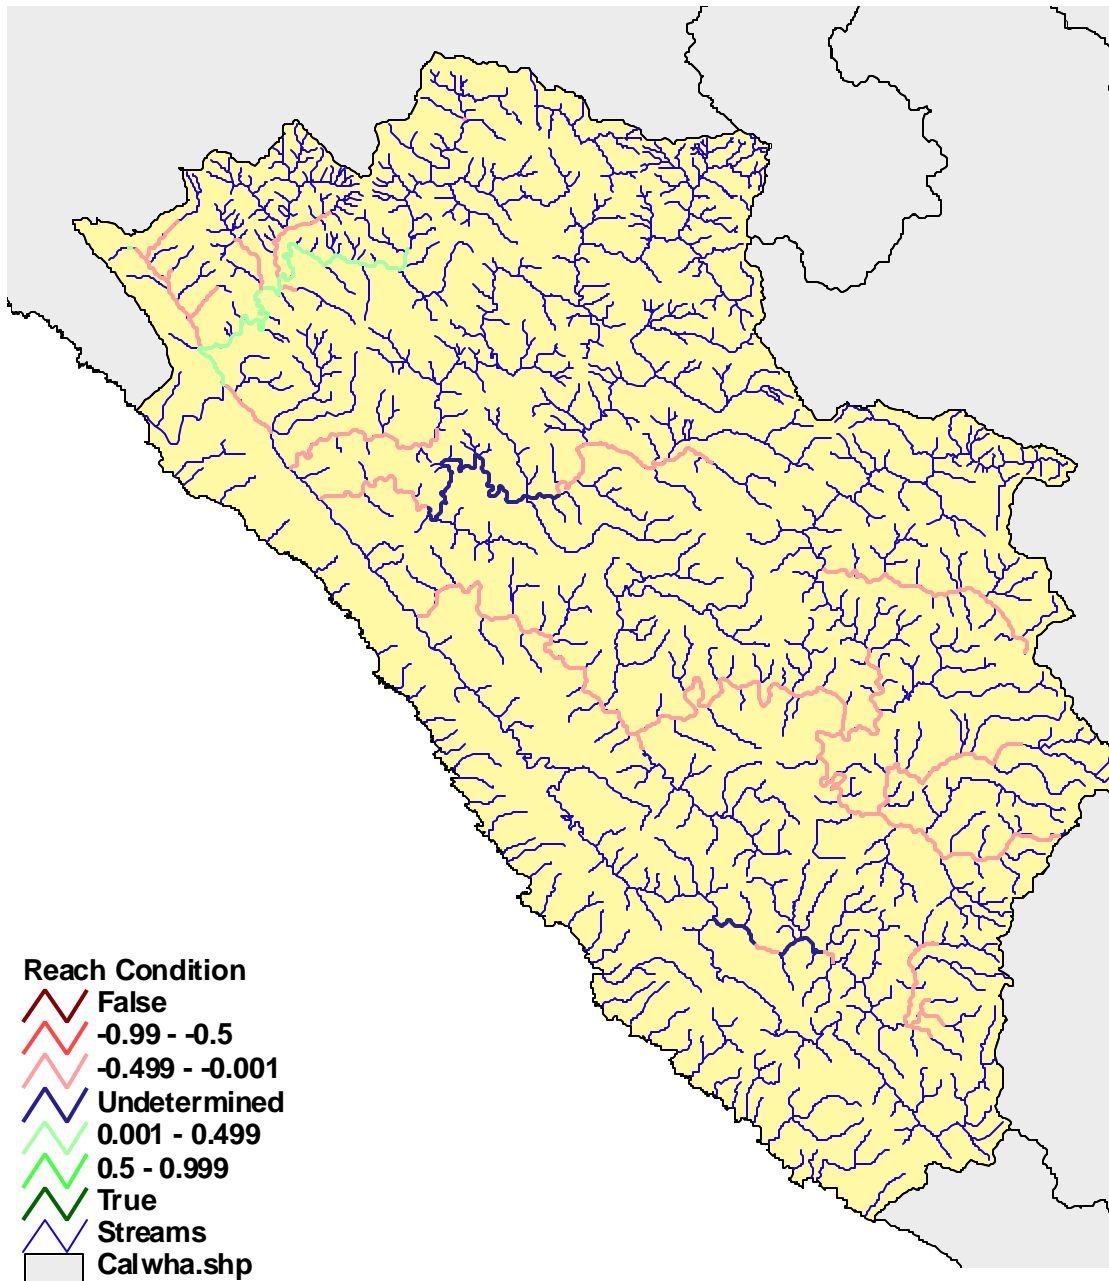 Reach Condition
False
-0.99 - -0.5
-0.499 - -0.001
Undetermined
0.001 - 0.499
0.5 - 0.999
True
Streams
Calwha.shp